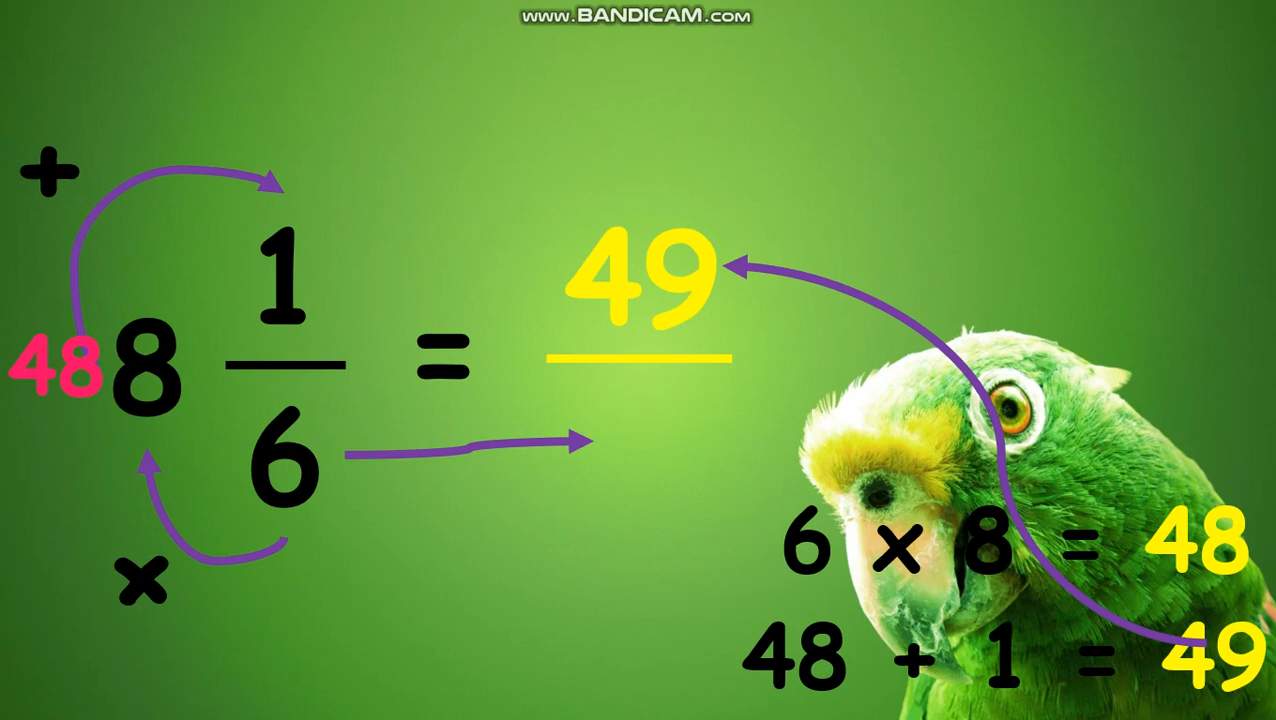 www.BANDICAM.com
+
1
48 8 = 49
6
×
6 × 8 = 48
48 + 1 = 49